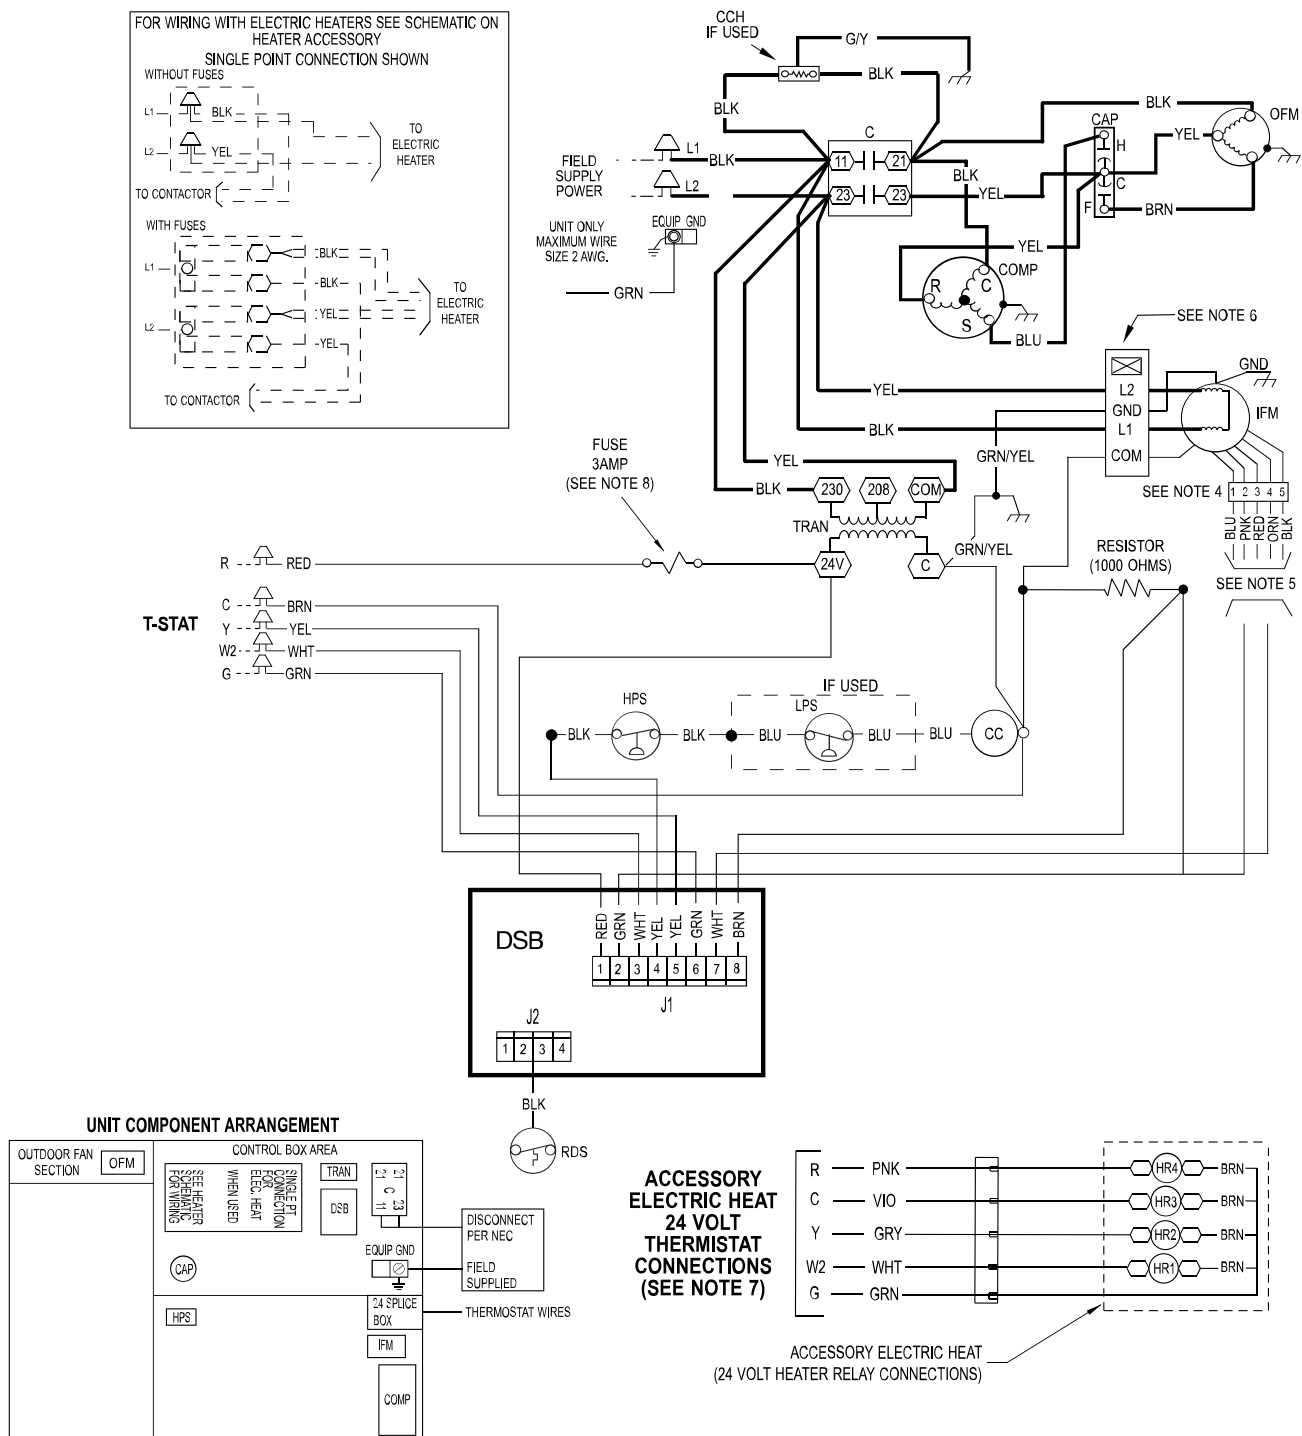 FOR WIRING WITH ELECTRIC HEATERS SEE SCHEMATIC ON
HEATER ACCESSORY
SINGLE POINT CONNECTION SHOWN
WITHOUT FUSES
L1
BLK
L2
YEL
TO
ELECTRIC
HEATER
TO CONTACTOR
WITH FUSES
L1
BLK
BLK
L2
YEL
YEL
TO
ELECTRIC
HEATER
TO CONTACTOR
CCH
IF USED
G/Y
BLK
BLK
BLK
CAP
OFM
FIELD
SUPPLY
POWER
L1
BLK
L2
C
11
21
23
23
BLK
YEL
YEL
H
C
F
BRN
UNIT ONLY
MAXIMUM WIRE
SIZE 2 AWG.
EQUIP GND
GRN
YEL
COMP
R
C
S
BLU
SEE NOTE 6
YEL
L2
GND
L1
COM
BLK
GND
IFM
GRN/YEL
FUSE
3AMP
(SEE NOTE 8)
YEL
BLK
230
208
COM
TRAN
24V
C
GRN/YEL
SEE NOTE 4
1 2 3 4 5
BLU
PNK
RED
ORN
BLK
SEE NOTE 5
RESISTOR
(1000 OHMS)
T-STAT
R
RED
C
BRN
Y
YEL
W2
WHT
G
GRN
BLK
HPS
BLK
IF USED
LPS
BLU
BLU
BLU
CC
DSB
RED
GRN
WHT
YEL
YEL
GRN
WHT
BRN
1 2 3 4 5 6 7 8
J1
J2
1 2 3 4
BLK
RDS
UNIT COMPONENT ARRANGEMENT
OUTDOOR FAN
SECTION
OFM
CONTROL BOX AREA
SEE HEATER
SCHEMATIC
FOR WIRING
SINGLE PT
CONNECTION
FOR
ELEC. HEAT
WHEN USED
TRAN
DSB
21
21
C
11
23
DISCONNECT
PER NEC
FIELD
SUPPLIED
CAP
EQUIP GND
HPS
24 SPLICE
BOX
THERMOSTAT WIRES
IFM
COMP
ACCESSORY
ELECTRIC HEAT
24 VOLT
THERMISTAT
CONNECTIONS
(SEE NOTE 7)
R
PNK
HR4
BRN
C
VIO
HR3
BRN
Y
GRY
HR2
BRN
W2
WHT
HR1
BRN
G
GRN
ACCESSORY ELECTRIC HEAT
(24 VOLT HEATER RELAY CONNECTIONS)